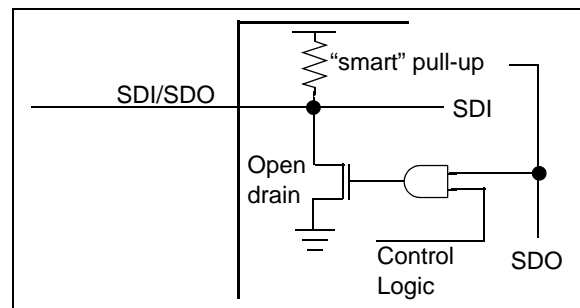 “smart” pull-up
SDI/SDO
SDI
Open
drain
Control
Logic
SDO